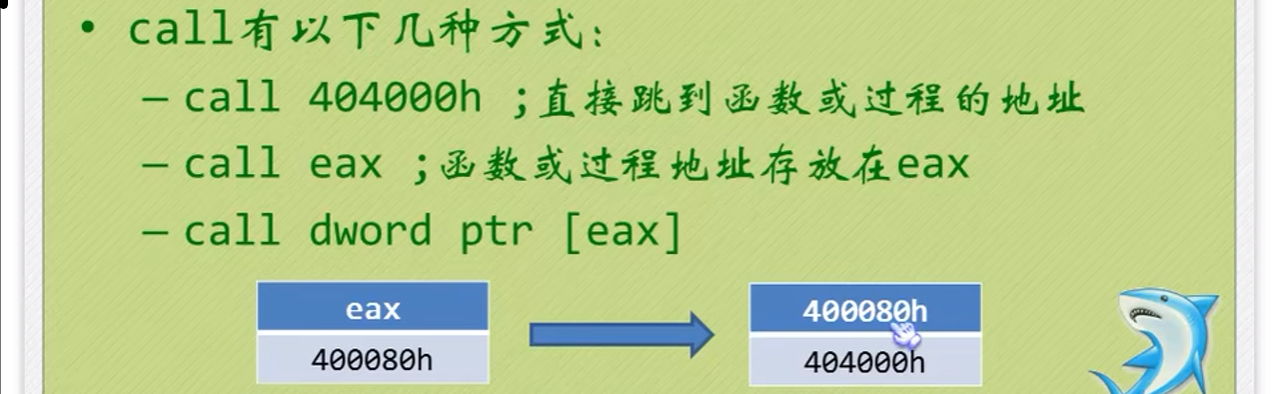 • call有以下几种方式:
– call 404000h ;直接跳到函数或过程的地址
– call eax ;函数或过程地址存放在eax
– call dword ptr [eax]
eax
400080h
400080h
404000h